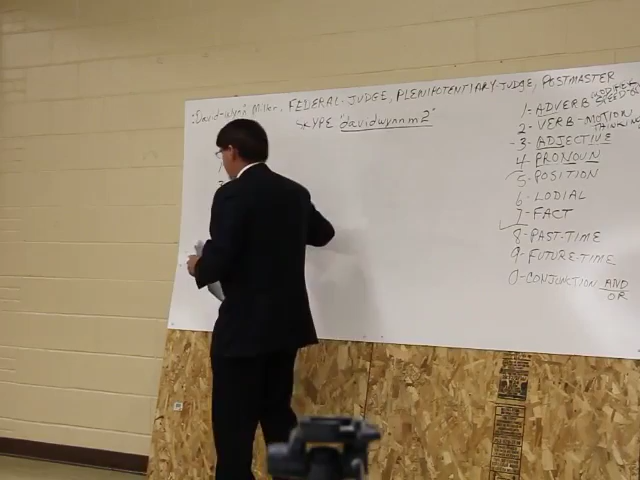 :David-wynn: Miller, FEDERAL-JUDGE, PLENIPOTENTIARY-JUDGE, POSTMASTER
SKYPE "davidwynnm2"
1- ADVERB
2- VERB-MOTION
THINKING
-3- ADJECTIVE
4- PRONOUN
5- POSITION
6- LODIAL
7- FACT
8- PAST-TIME
9- FUTURE-TIME
0-CONJUNCTION AND
OR